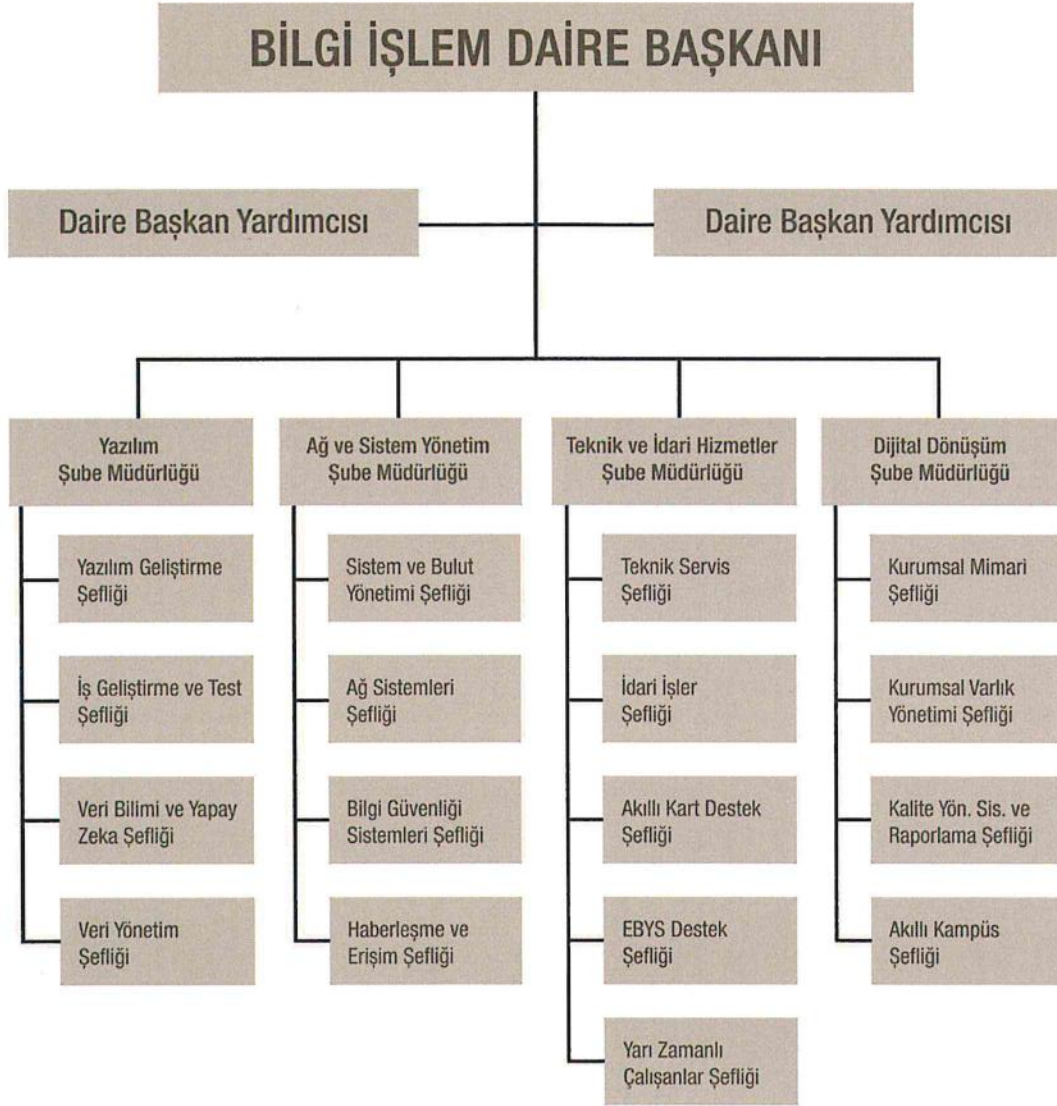 BİLGİ İŞLEM DAİRE BAŞKANI
Daire Başkan Yardımcısı
Daire Başkan Yardımcısı
Yazılım
Şube Müdürlüğü
Yazılım Geliştirme
Şefliği
İş Geliştirme ve Test
Şefliği
Veri Bilimi ve Yapay
Zeka Şefliği
Veri Yönetim
Şefliği
Ağ ve Sistem Yönetim
Şube Müdürlüğü
Sistem ve Bulut
Yönetimi Şefliği
Ağ Sistemleri
Şefliği
Bilgi Güvenliği
Sistemleri Şefliği
Haberleşme ve
Erişim Şefliği
Teknik ve İdari Hizmetler
Şube Müdürlüğü
Teknik Servis
Şefliği
İdari İşler
Şefliği
Akıllı Kart Destek
Şefliği
EBYS Destek
Şefliği
Yarı Zamanlı
Çalışanlar Şefliği
Dijital Dönüşüm
Şube Müdürlüğü
Kurumsal Mimari
Şefliği
Kurumsal Varlık
Yönetimi Şefliği
Kalite Yön. Sis. ve
Raporlama Şefliği
Akıllı Kampüs
Şefliği